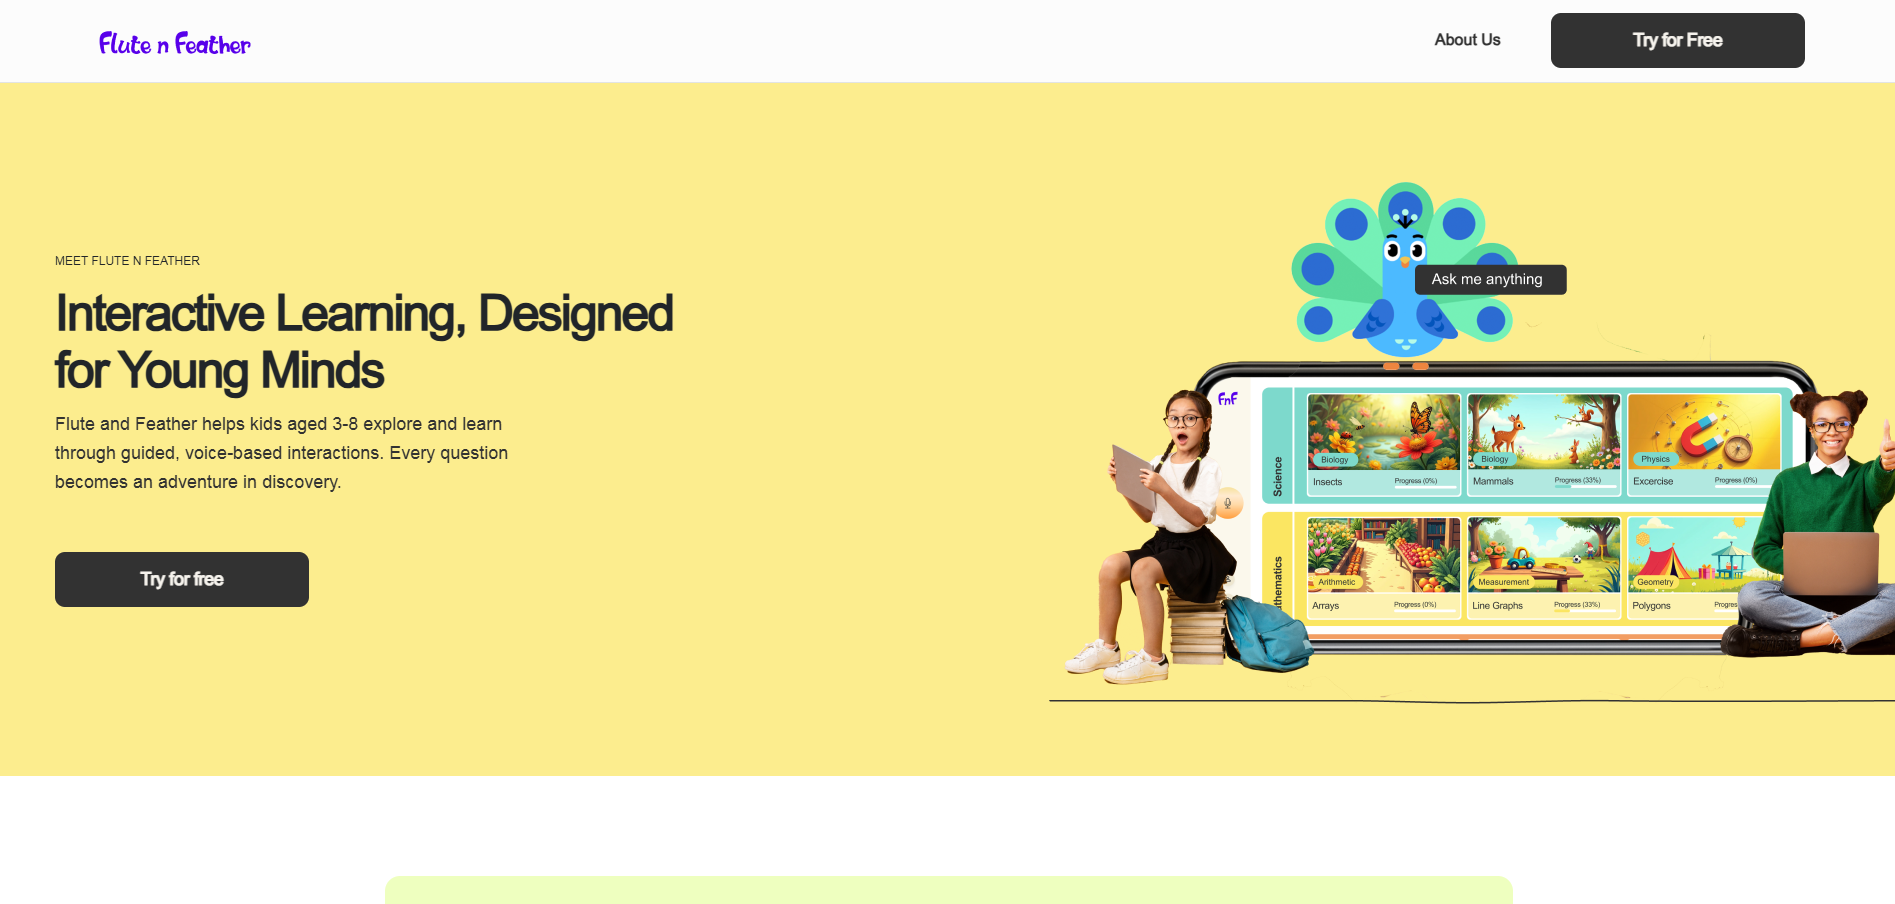 Flute n Feather
About Us
Try for Free
MEET FLUTE N FEATHER
Interactive Learning, Designed
for Young Minds
Flute and Feather helps kids aged 3-8 explore and learn
through guided, voice-based interactions. Every question
becomes an adventure in discovery.
Try for free
Ask me anything
FnF
Science
Biology
Insects
Progress (0%)
Biology
Mammals
Progress (33%)
Physics
Excercise
Progress (0%)
thematics
Arithmetic
Arrays
Progress (0%)
Measurement
Line Graphs
Progress (33%)
Geometry
Polygons
Progres